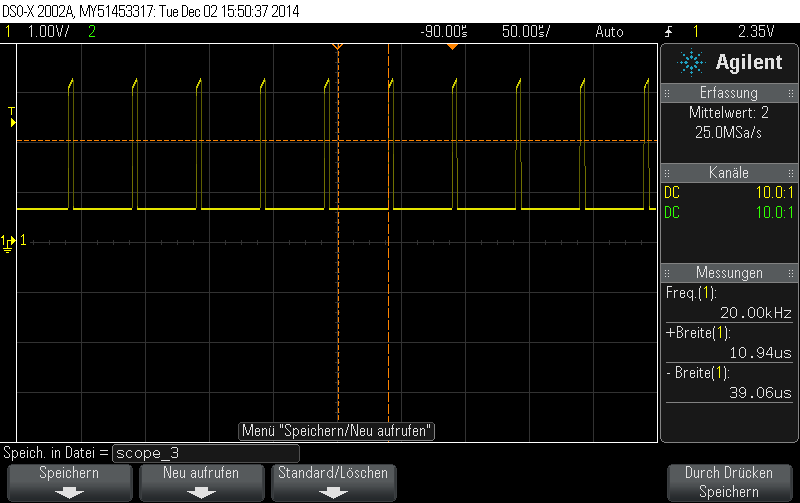 DSO-X 2002A, MY51453317: Tue Dec 02 15:50:37 2014
1 1.00V/ 2 -90.00s 50.00s/ Auto 1 2.35V
Agilent
Erfassung
Mittelwert: 2
25.0MSa/s
Kanäle
DC 10.0:1
DC 10.0:1
Messungen
Freq.(1):
20.00kHz
+Breite(1):
10.94us
- Breite(1):
39.06us
T
1 1
Menü "Speichern/Neu aufrufen"
Speich. in Datei = scope_3
Speichern
Neu aufrufen
Standard/Löschen
Durch Drücken
Speichern